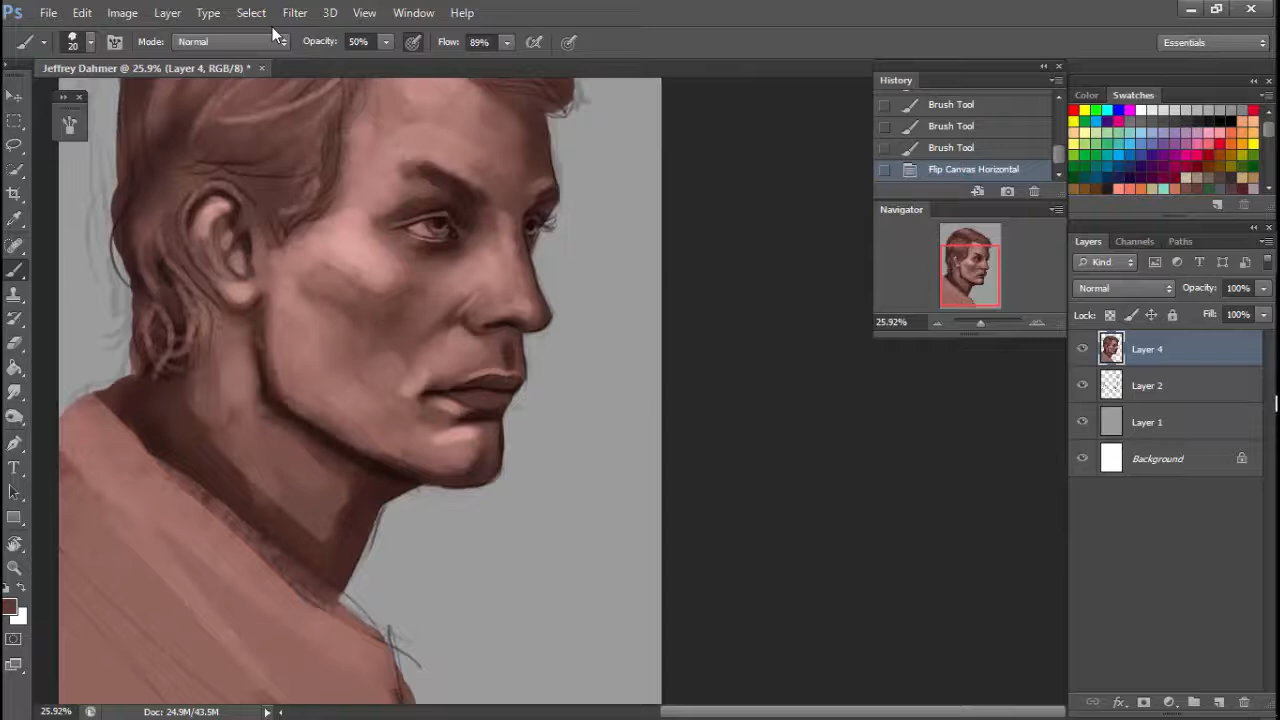 Ps File Edit Image Layer Type Select Filter 3D View Window Help
20 Mode: Normal Opacity: 50% Flow: 89% Essentials
Jeffrey Dahmer @ 25.9% (Layer 4, RGB/8) * ×
History
Brush Tool
Brush Tool
Brush Tool
Flip Canvas Horizontal
Navigator
25.92%
Color Swatches
Layers Channels Paths
Kind
Normal Opacity: 100%
Lock: Fill: 100%
Layer 4
Layer 2
Layer 1
Background
25.92% Doc: 24.9M/43.5M